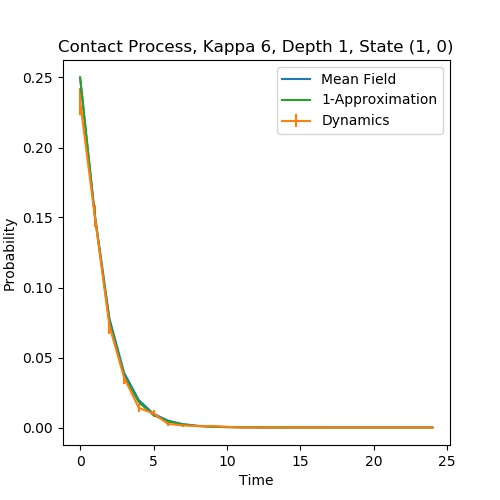 Contact Process, Kappa 6, Depth 1, State (1, 0)
Mean Field
1-Approximation
Dynamics
0.25
0.20
0.15
0.10
0.05
0.00
Probability
0 5 10 15 20 25
Time